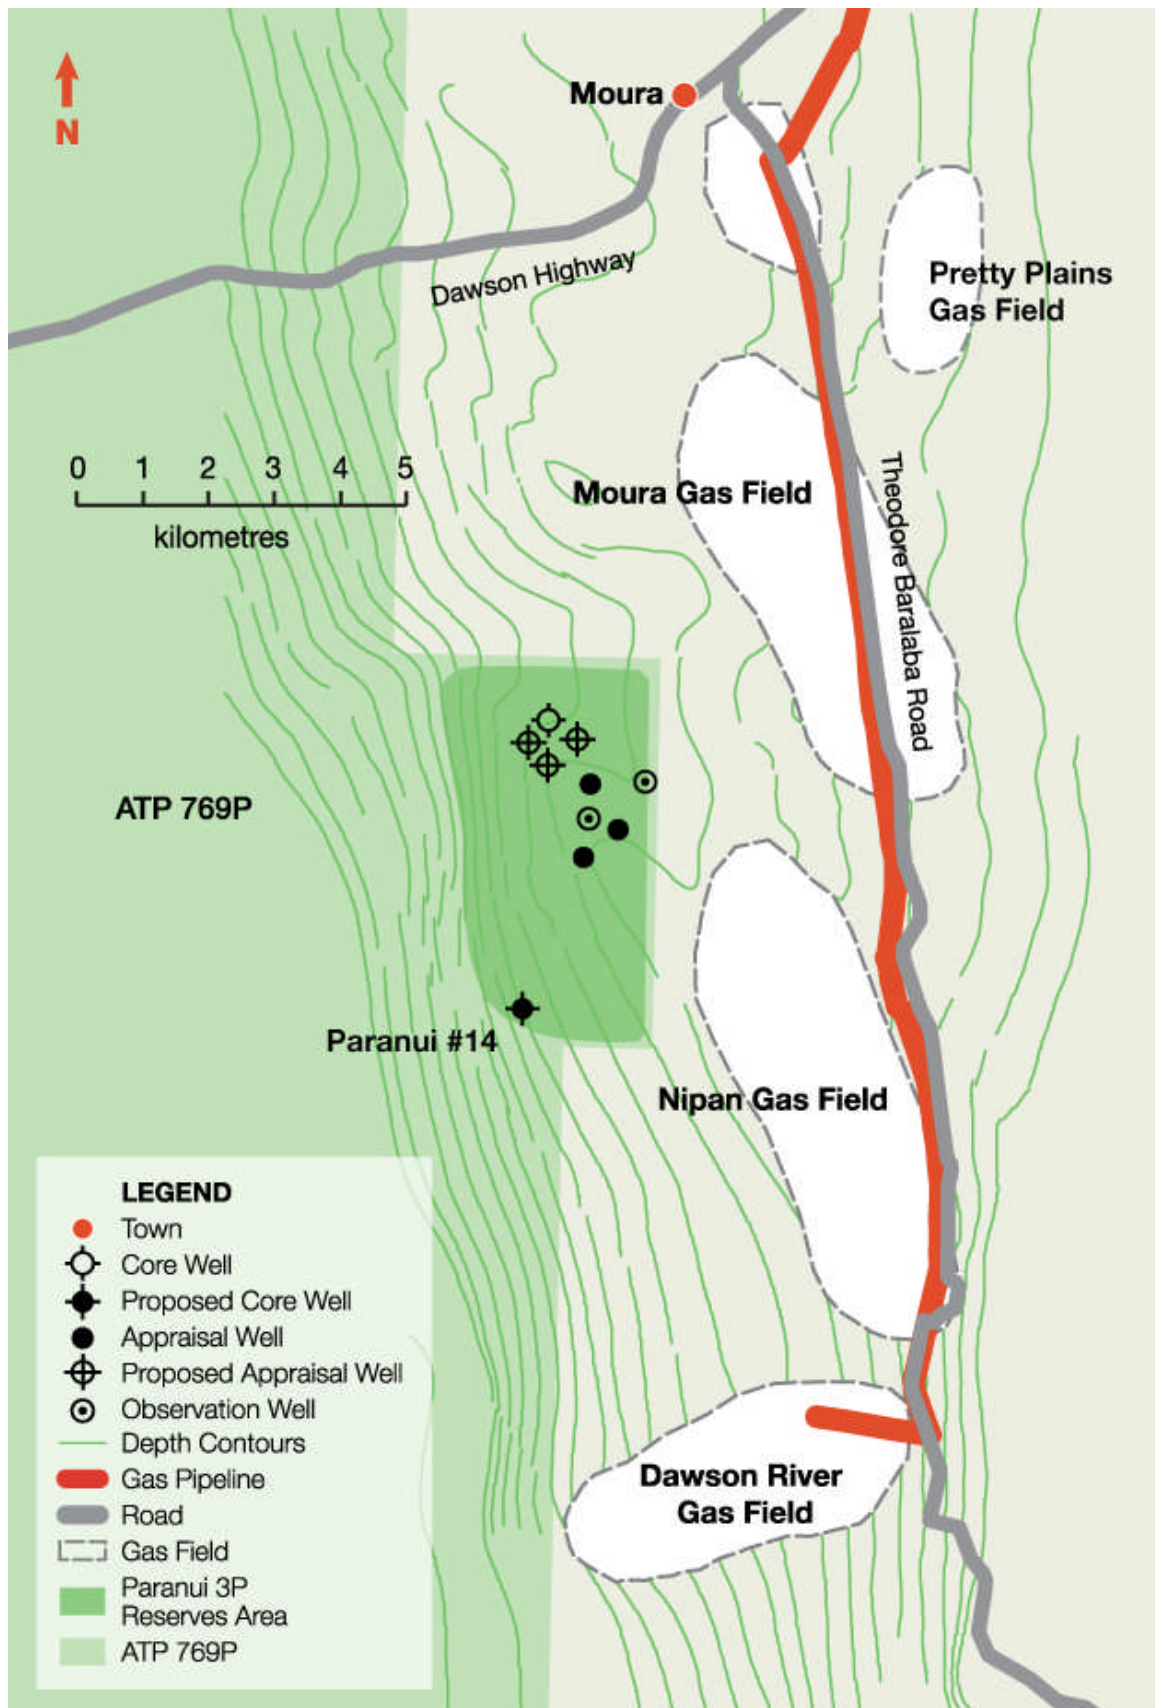 N
Moura
Dawson Highway
Pretty Plains
Gas Field
0 1 2 3 4 5
kilometres
Moura Gas Field
Theodore Baralaba Road
ATP 769P
Paranui #14
Nipan Gas Field
Dawson River
Gas Field
LEGEND
Town
Core Well
Proposed Core Well
Appraisal Well
Proposed Appraisal Well
Observation Well
Depth Contours
Gas Pipeline
Road
Gas Field
Paranui 3P
Reserves Area
ATP 769P